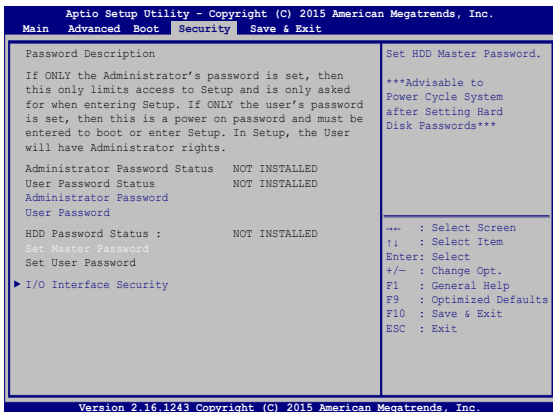 Aptio Setup Utility - Copyright (C) 2015 American Megatrends, Inc.
Main Advanced Boot Security Save & Exit
Password Description
If ONLY the Administrator's password is set, then
this only limits access to Setup and is only asked
for when entering Setup. If ONLY the user's password
is set, then this is a power on password and must be
entered to boot or enter Setup. In Setup, the User
will have Administrator rights.
Administrator Password Status NOT INSTALLED
User Password Status NOT INSTALLED
Administrator Password
User Password
HDD Password Status : NOT INSTALLED
Set Master Password
Set User Password
▶ I/O Interface Security
Set HDD Master Password.
***Advisable to
Power Cycle System
after Setting Hard
Disk Passwords***
→← : Select Screen
↑↓ : Select Item
Enter: Select
+/— : Change Opt.
F1 : General Help
F9 : Optimized Defaults
F10 : Save & Exit
ESC : Exit
Version 2.16.1243 Copyright (C) 2015 American Megatrends, Inc.